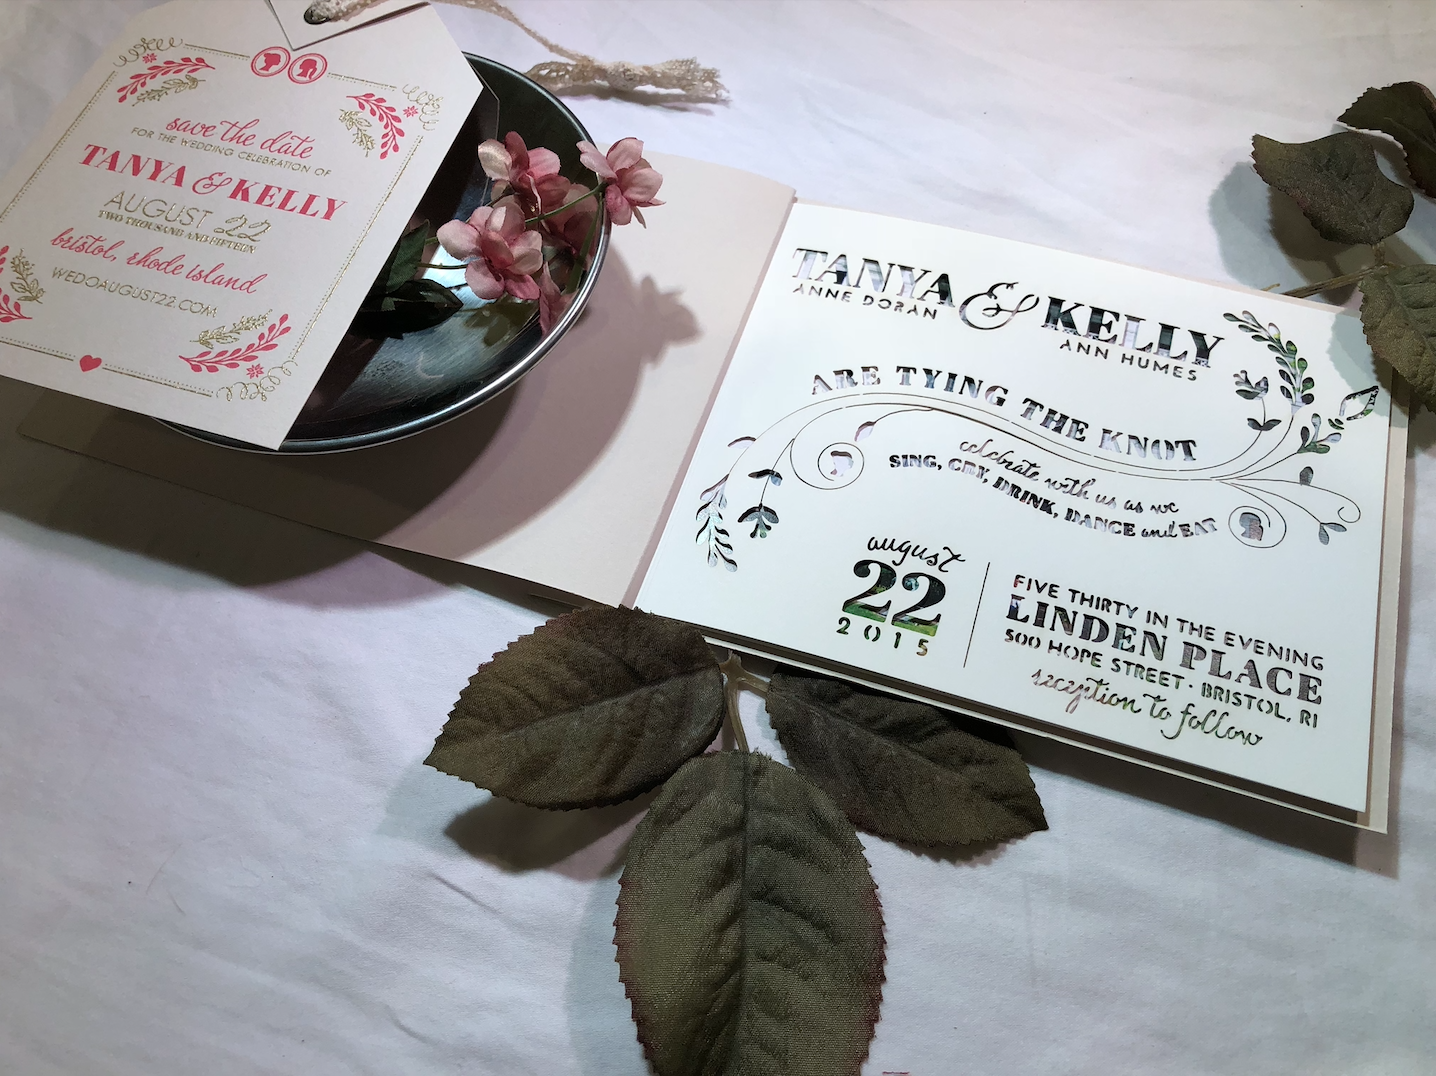 save the date
FOR THE WEDDING CELEBRATION OF
TANYA & KELLY
AUGUST 22
TWO THOUSAND AND FIFTEEN
bristol, rhode island
WEDOAUGUST22.COM
TANYA & KELLY
ANNE DORAN ANN HUMES
ARE TYING THE KNOT
celebrate with us as we
SING, CRY, DRINK, DANCE and EAT
august
22
2015
FIVE THIRTY IN THE EVENING
LINDEN PLACE
500 HOPE STREET · BRISTOL, RI
reception to follow